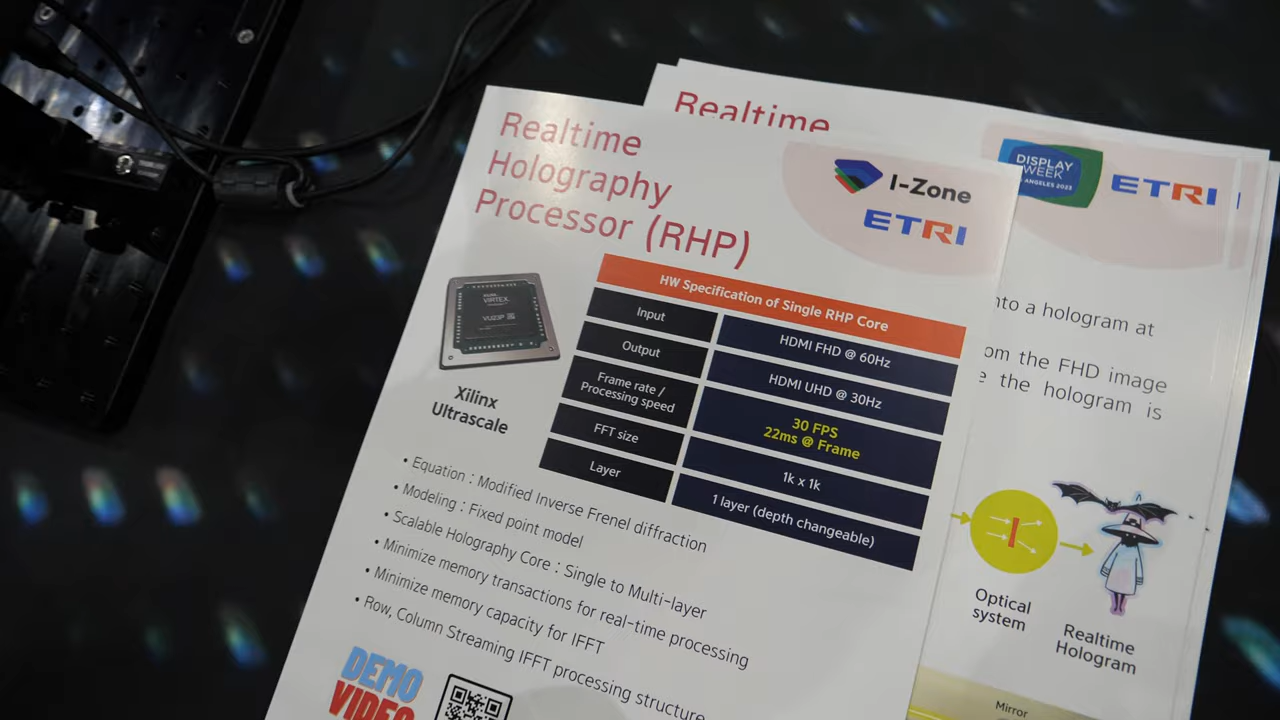 Realtime
Realtime
Holography
Processor (RHP)
I-Zone
ETRI
DISPLAY
WEEK
ANGELES 2023
ETRI
HW Specification of Single RHP Core
Input
HDMI FHD @ 60Hz
Output
HDMI UHD @ 30Hz
Frame rate /
Processing speed
30 FPS
22ms @ Frame
FFT size
1k x 1k
Layer
1 layer (depth changeable)
VIRTEX
Xilinx
Ultrascale
• Equation : Modified Inverse Frenel diffraction
• Modeling : Fixed point model
• Scalable Holography Core : Single to Multi-layer
• Minimize memory transactions for real-time processing
• Minimize memory capacity for IFFT
• Row, Column Streaming IFFT processing structure
DEMO
VIDEO
nto a hologram at
om the FHD image
e the hologram is
Optical
system
Realtime
Hologram
Mirror